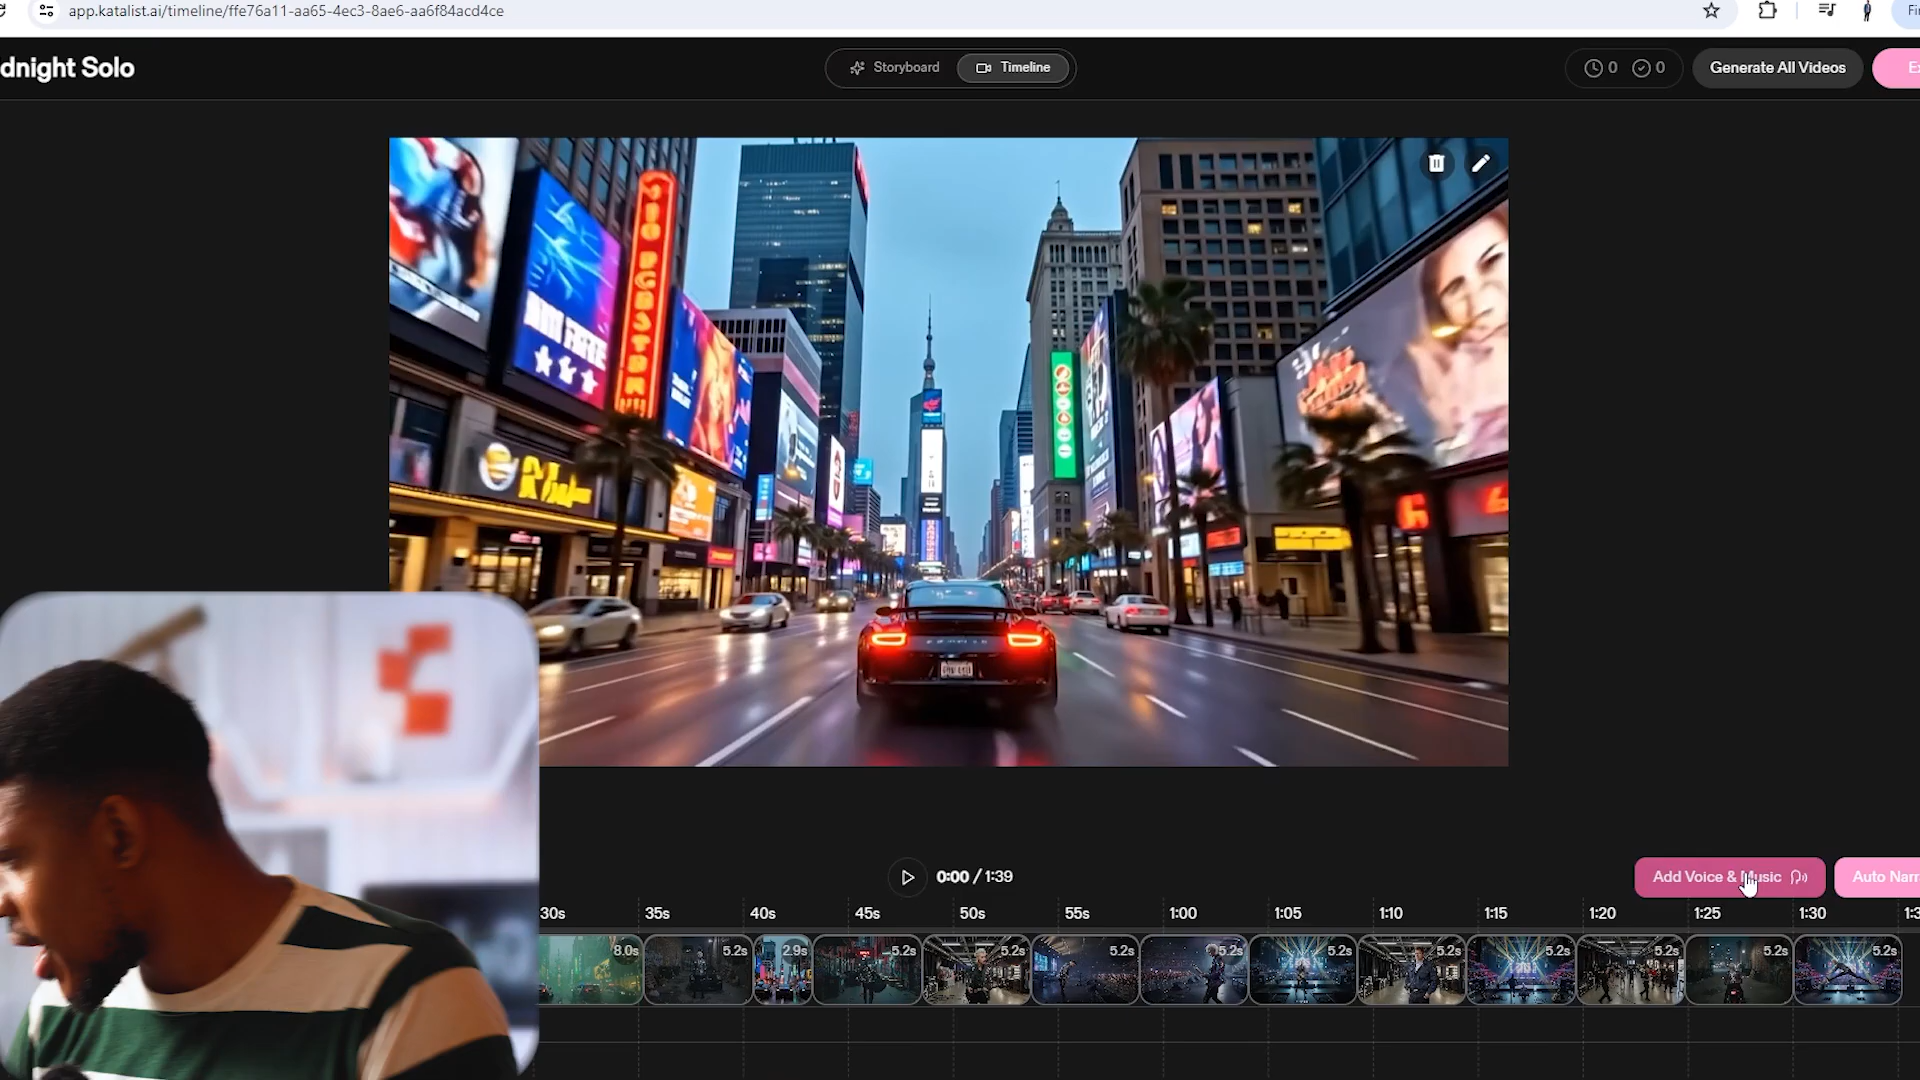 app.katalist.ai/timeline/ffe76a11-aa65-4ec3-8ae6-aa6f84acd4ce
dnight Solo
Storyboard
Timeline
0
0
Generate All Videos
0:00 / 1:39
Add Voice & Music
Auto Narr
30s
35s
40s
45s
50s
55s
1:00
1:05
1:10
1:15
1:20
1:25
1:30
8.0s
5.2s
2.9s
5.2s
5.2s
5.2s
5.2s
5.2s
5.2s
5.2s
5.2s
5.2s
5.2s